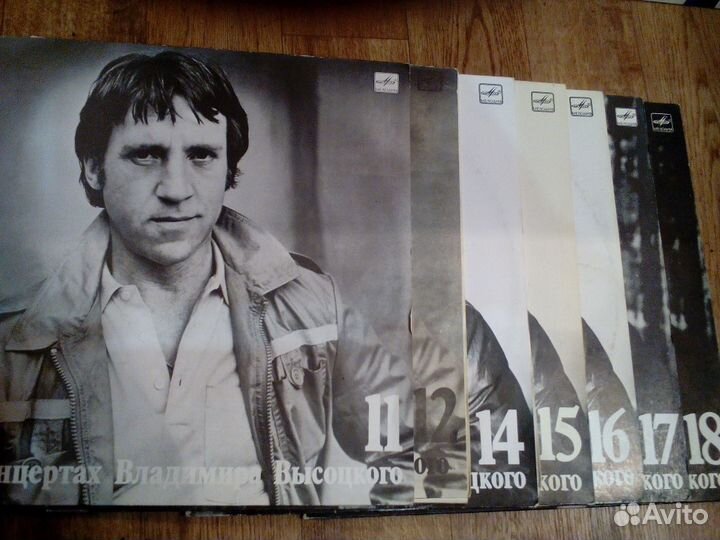 11
нцертах Владимира Высоцкого
12
14
цкого
15
кого
16
кого
17
кого
18
кого
Avito